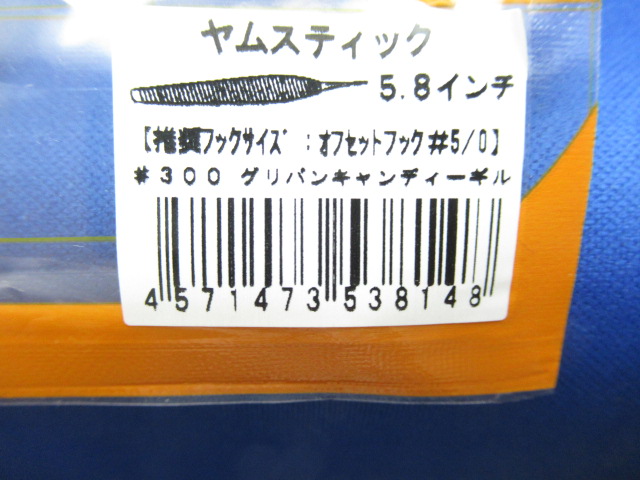 ヤムスティック
5.8インチ
【推奨フックサイズ：オフセットフック#5/0】
#300 グリパンキャンディーギル
4571473538148